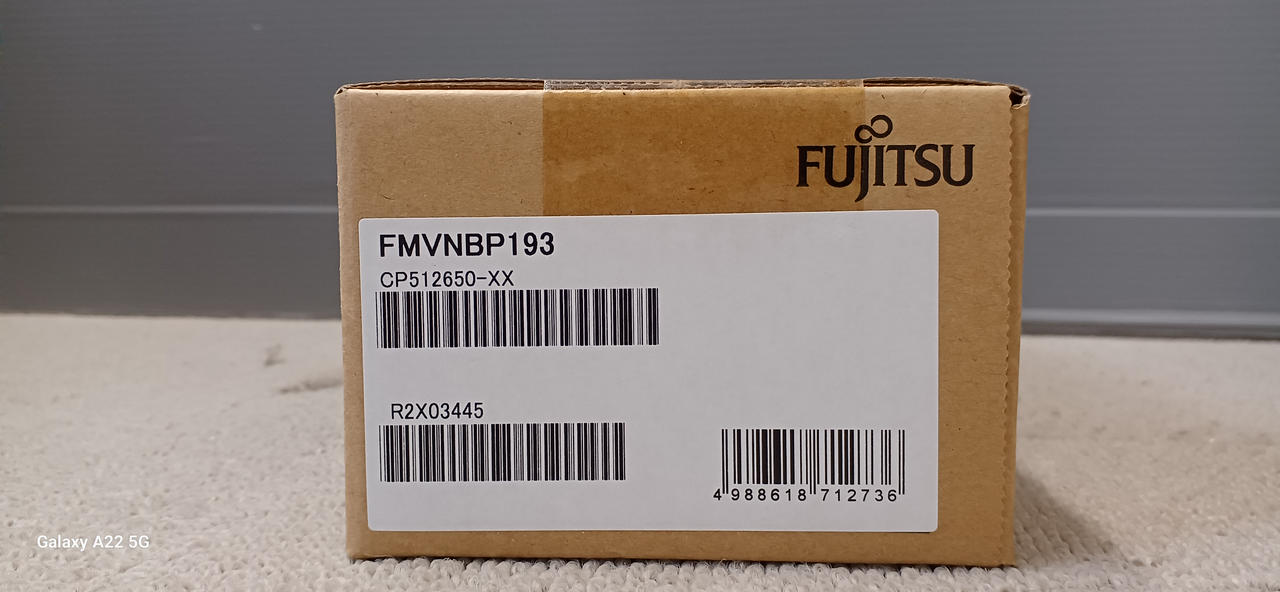 FUJITSU
FMVNBP193
CP512650-XX
R2X03445
4 988618 712736
Galaxy A22 5G